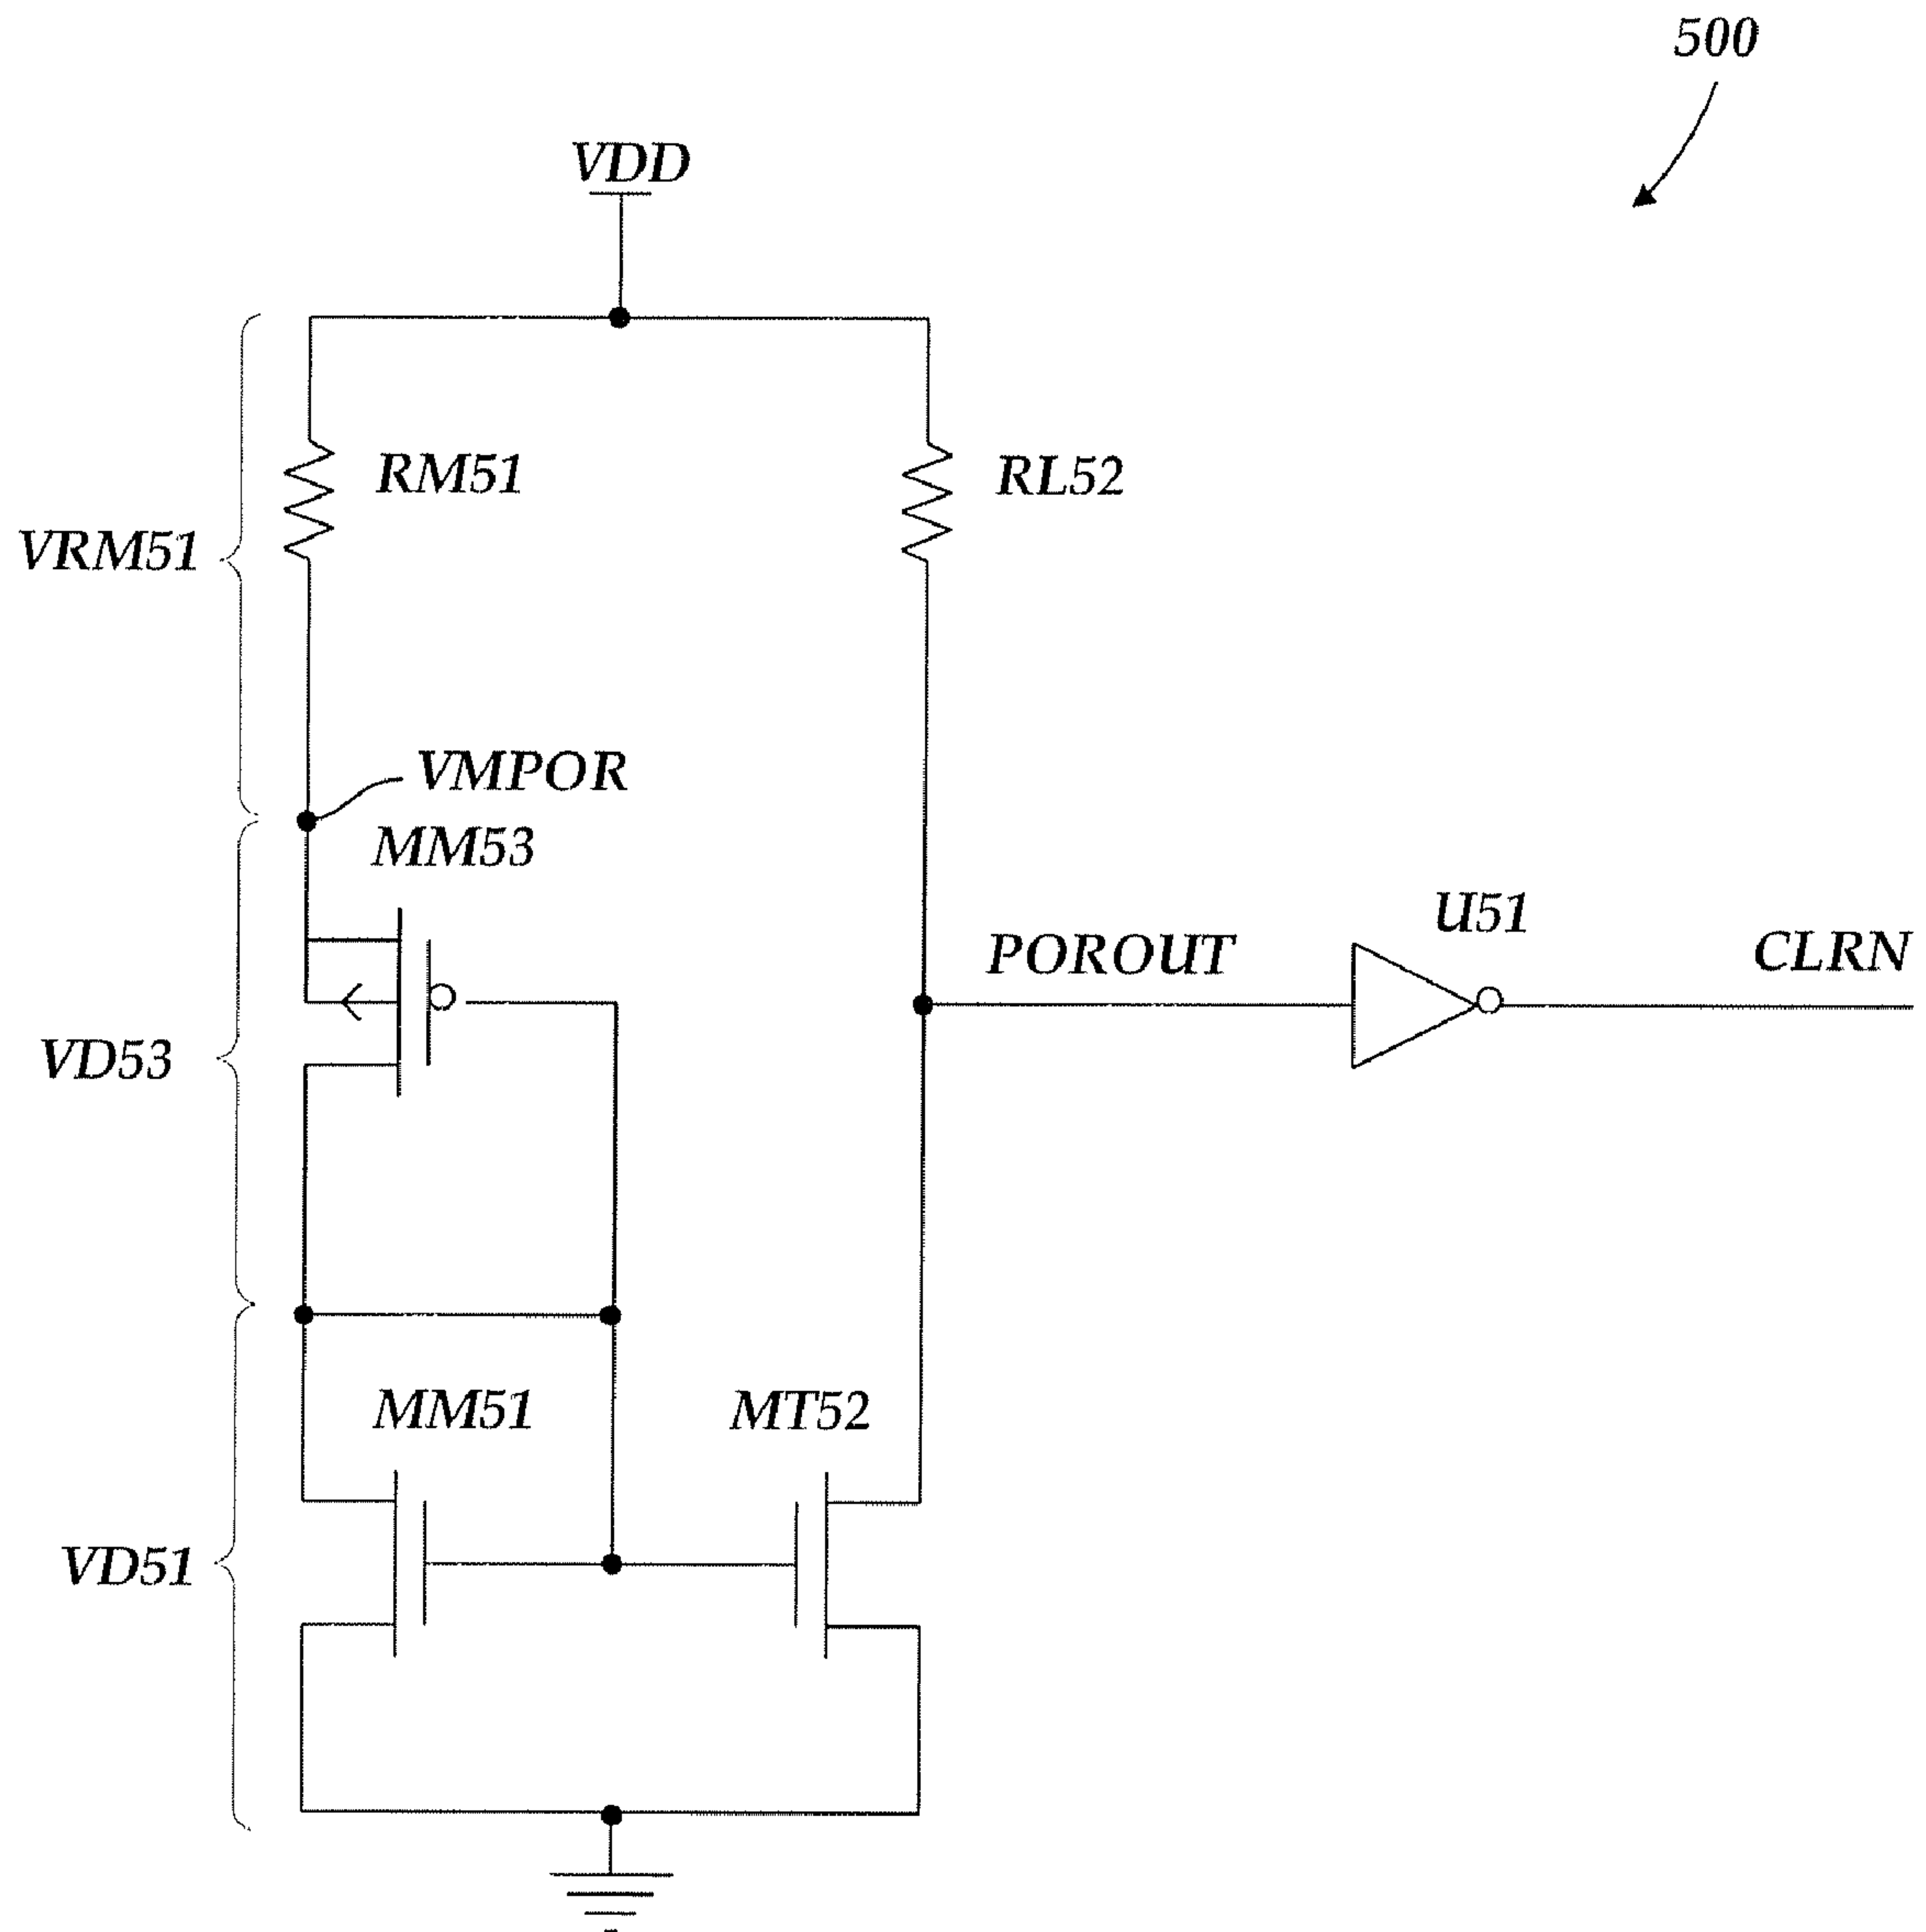 500
VDD
RM51
RL52
VRM51
VMPOR
MM53
U51
POROUT
CLRN
VD53
MM51
MT52
VD51